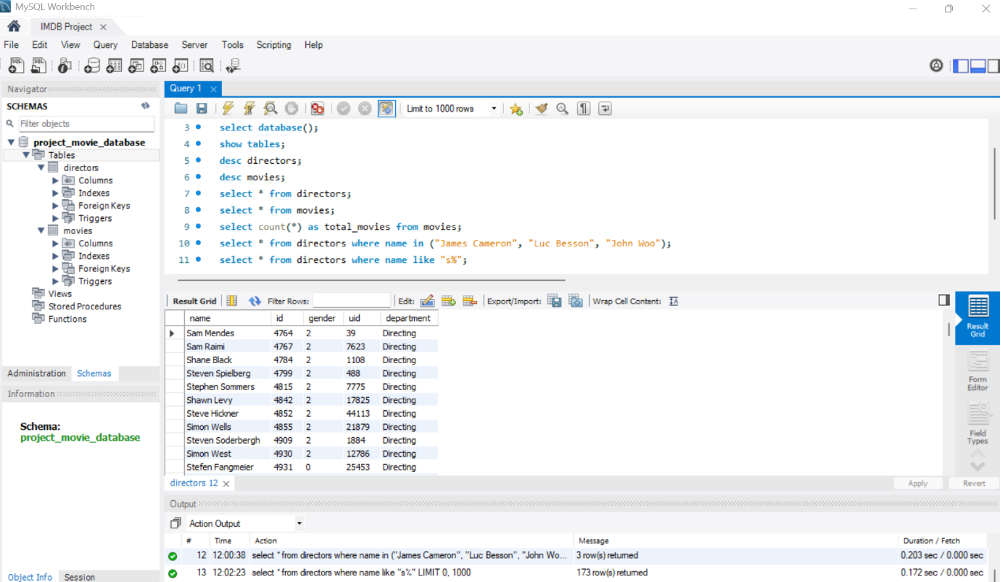 MySQL Workbench
IMDB Project
File Edit View Query Database Server Tools Scripting Help
Navigator
SCHEMAS
Filter objects
project_movie_database
Tables
directors
Columns
Indexes
Foreign Keys
Triggers
movies
Columns
Indexes
Foreign Keys
Triggers
Views
Stored Procedures
Functions
Administration Schemas
Information
Schema:
project_movie_database
Object Info Session
Query 1
Limit to 1000 rows
3 select database();
4 show tables;
5 desc directors;
6 desc movies;
7 select * from directors;
8 select * from movies;
9 select count(*) as total_movies from movies;
10 select * from directors where name in ("James Cameron", "Luc Besson", "John Woo");
11 select * from directors where name like "s%";
Result Grid Filter Rows: Edit: Export/Import: Wrap Cell Content: IA
name id gender uid department
Sam Mendes 4764 2 39 Directing
Sam Raimi 4767 2 7623 Directing
Shane Black 4784 2 1108 Directing
Steven Spielberg 4799 2 488 Directing
Stephen Sommers 4815 2 7775 Directing
Shawn Levy 4842 2 17825 Directing
Steve Hickner 4852 2 44113 Directing
Simon Wells 4855 2 21879 Directing
Steven Soderbergh 4909 2 1884 Directing
Simon West 4930 2 12786 Directing
Stefen Fangmeier 4931 0 25453 Directing
Result
Grid
Form
Editor
Field
Types
directors 12
Apply Revert
Output
Action Output
# Time Action Message Duration / Fetch
12 12:00:38 select * from directors where name in ("James Cameron", "Luc Besson", "John Wo... 3 row(s) returned 0.203 sec / 0.000 sec
13 12:02:23 select * from directors where name like "s%" LIMIT 0, 1000 173 row(s) returned 0.172 sec / 0.000 sec